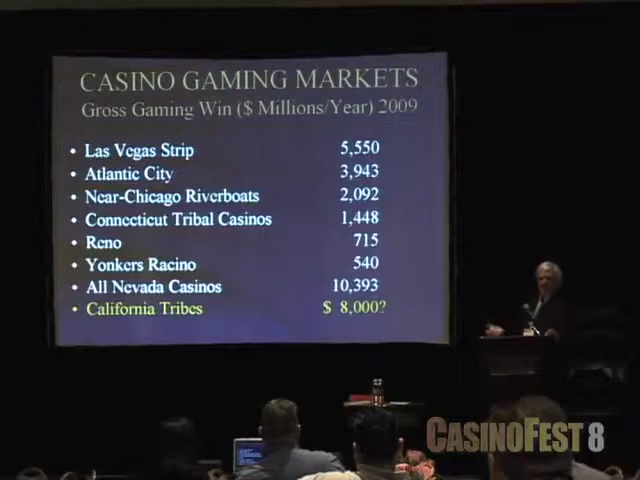 CASINO GAMING MARKETS
Gross Gaming Win ($ Millions/Year) 2009
• Las Vegas Strip 5,550
• Atlantic City 3,943
• Near-Chicago Riverboats 2,092
• Connecticut Tribal Casinos 1,448
• Reno 715
• Yonkers Racino 540
• All Nevada Casinos 10,393
• California Tribes $ 8,000?
CASINOFEST 8